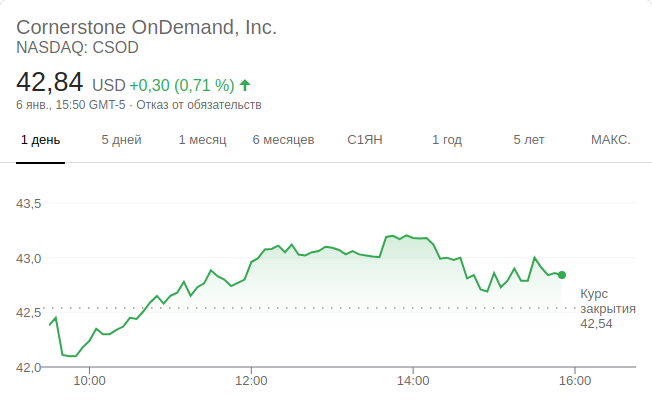 Cornerstone OnDemand, Inc.
NASDAQ: CSOD
42,84 USD +0,30 (0,71 %)
6 янв., 15:50 GMT-5 · Отказ от обязательств
1 день 5 дней 1 месяц 6 месяцев С1ЯН 1 год 5 лет МАКС.
43,5
43,0
42,5
42,0
Курс
закрытия
42,54
10:00 12:00 14:00 16:00